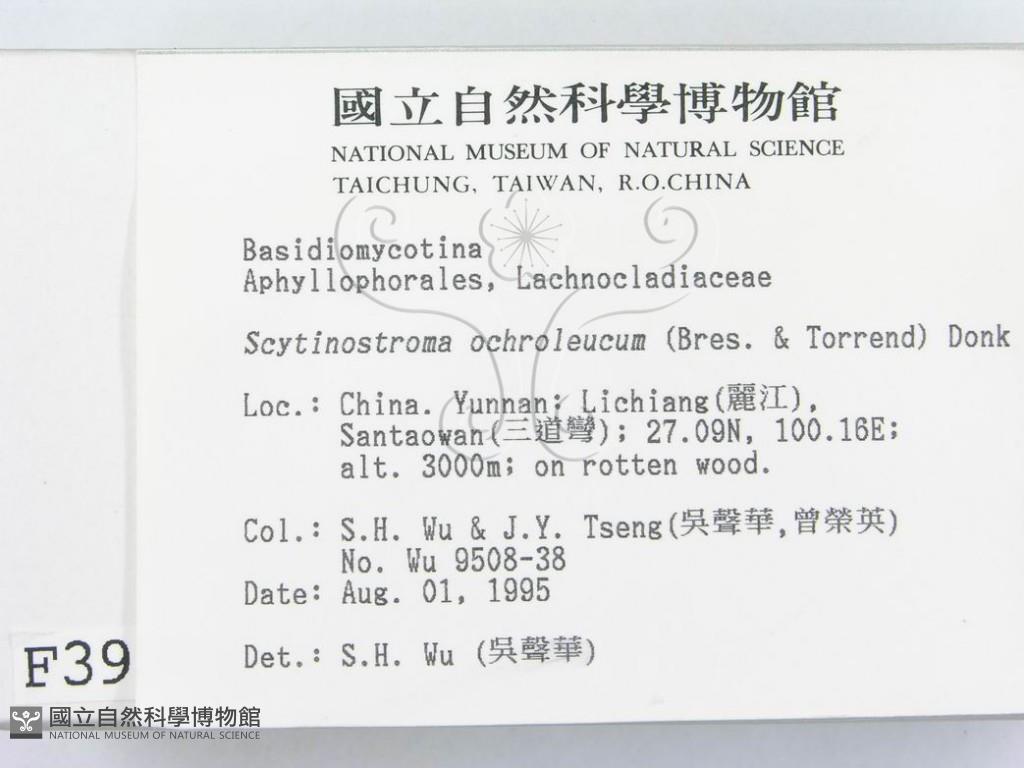 國立自然科學博物館
NATIONAL MUSEUM OF NATURAL SCIENCE
TAICHUNG, TAIWAN, R.O.CHINA
Basidiomycotina
Aphyllophorales, Lachnocladiaceae
Scytinostroma ochroleucum (Bres. & Torrend) Donk
Loc.: China. Yunnan; Lichiang(麗江),
Santaowan(三道彎); 27.09N, 100.16E;
alt. 3000m; on rotten wood.
Col.: S.H. Wu & J.Y. Tseng(吳聲華,曾榮英)
No. Wu 9508-38
Date: Aug. 01, 1995
Det.: S.H. Wu (吳聲華)
F39
國立自然科學博物館
NATIONAL MUSEUM OF NATURAL SCIENCE